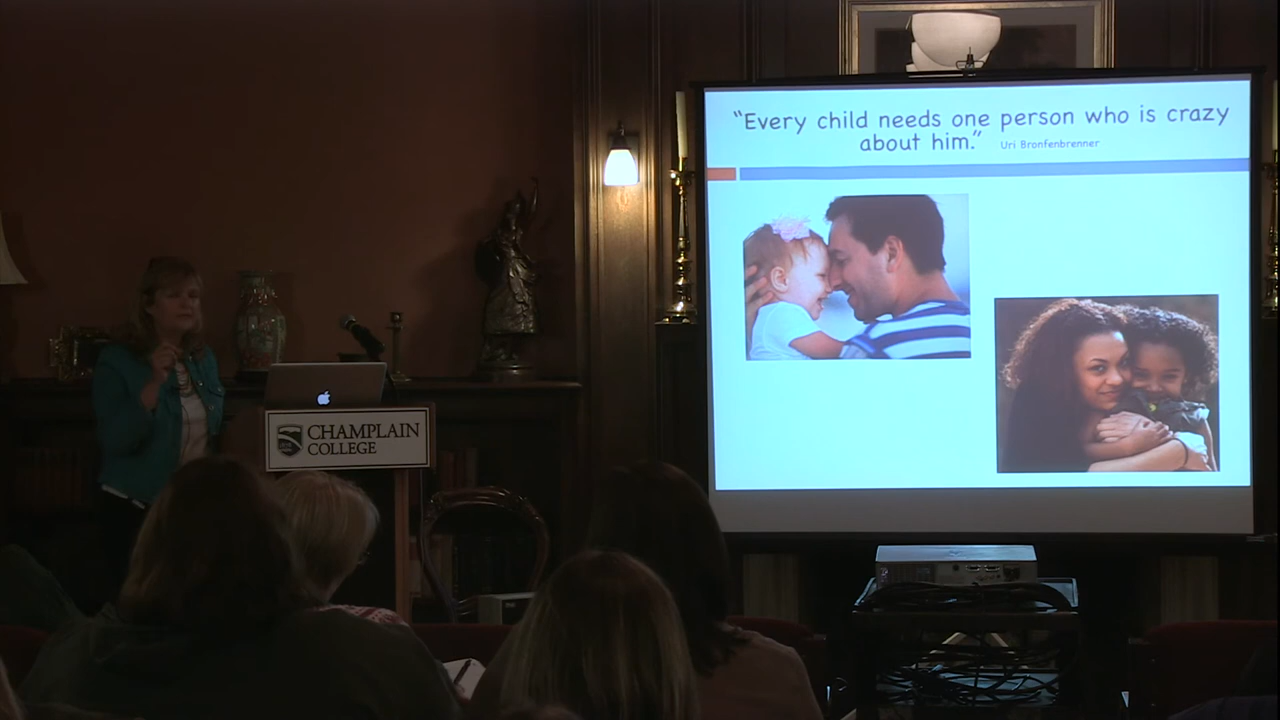 “Every child needs one person who is crazy
about him.” Uri Bronfenbrenner
CHAMPLAIN
COLLEGE